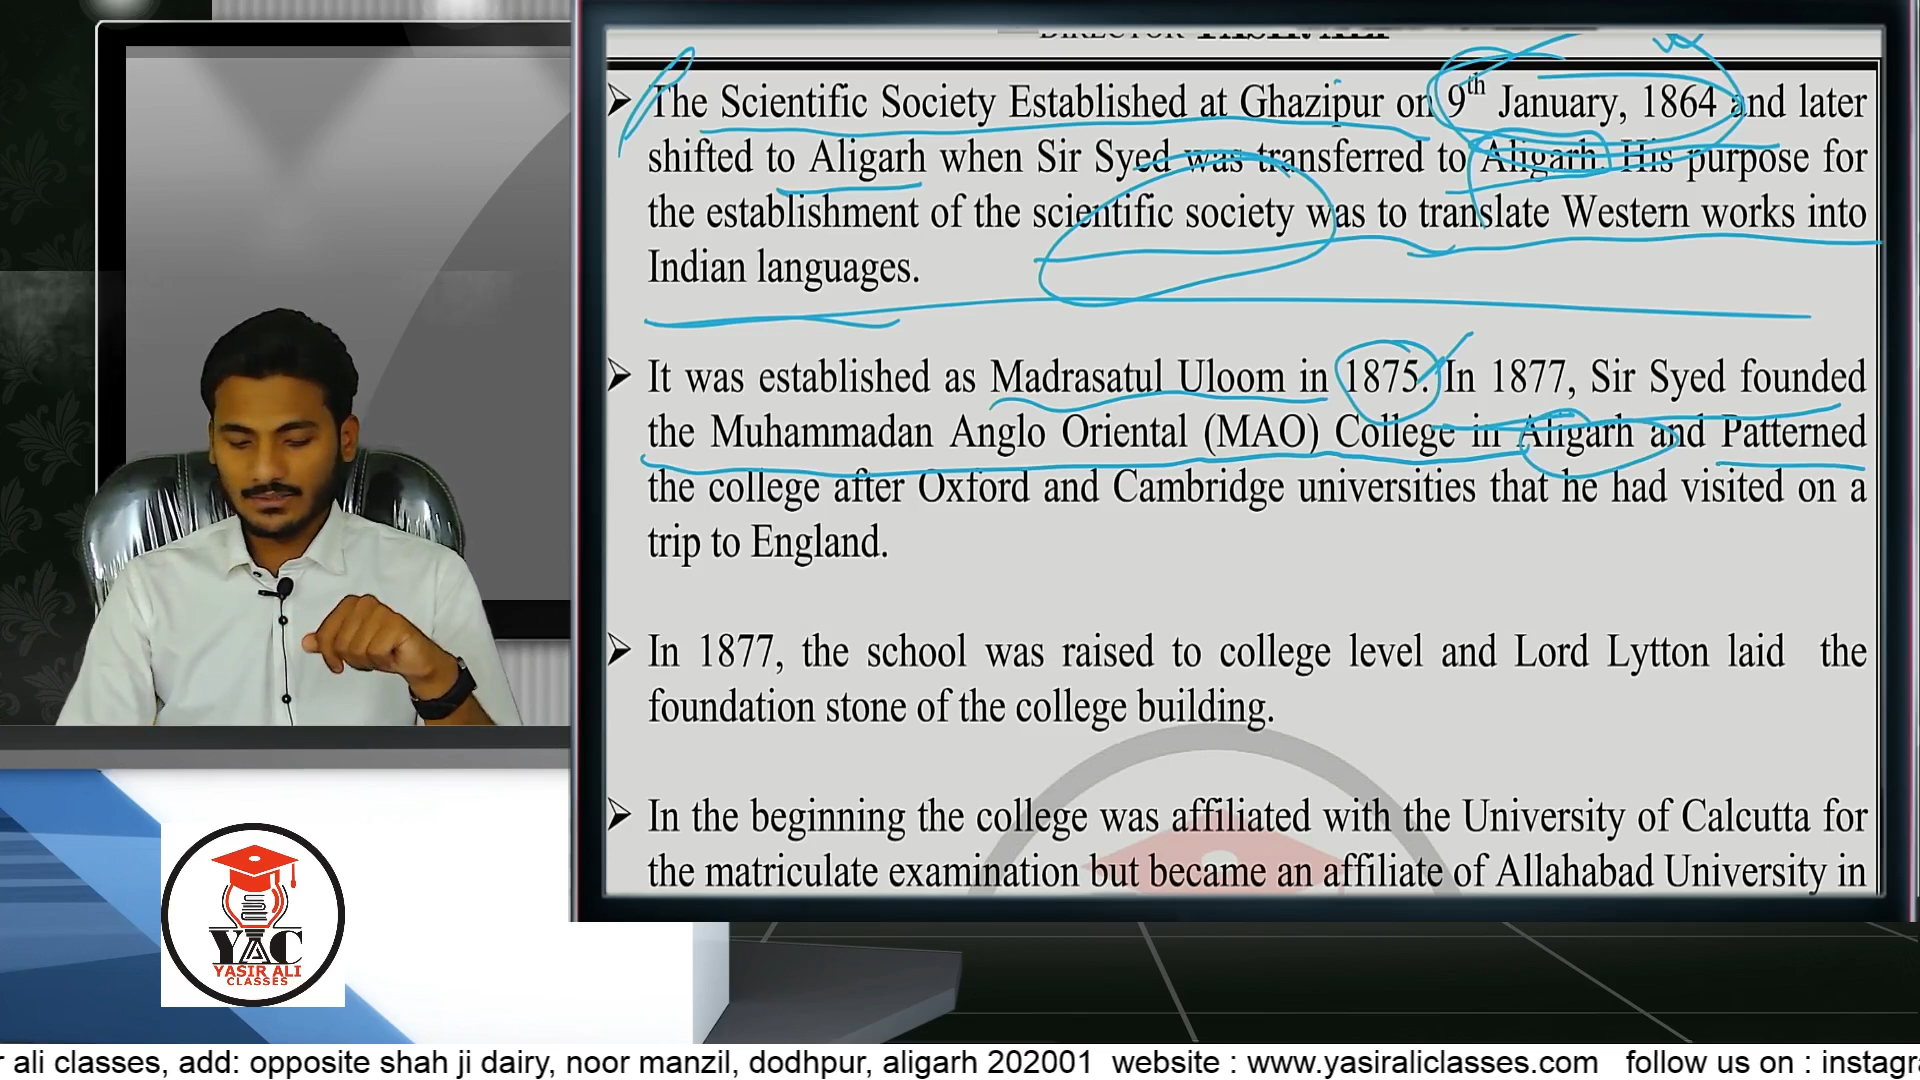 DIRECTOR YASIR ALI
➢ The Scientific Society Established at Ghazipur on 9th January, 1864 and later
shifted to Aligarh when Sir Syed was transferred to Aligarh. His purpose for
the establishment of the scientific society was to translate Western works into
Indian languages.
➢ It was established as Madrasatul Uloom in 1875. In 1877, Sir Syed founded
the Muhammadan Anglo Oriental (MAO) College in Aligarh and Patterned
the college after Oxford and Cambridge universities that he had visited on a
trip to England.
➢ In 1877, the school was raised to college level and Lord Lytton laid the
foundation stone of the college building.
➢ In the beginning the college was affiliated with the University of Calcutta for
the matriculate examination but became an affiliate of Allahabad University in
YAC
YASIR ALI
CLASSES
r ali classes, add: opposite shah ji dairy, noor manzil, dodhpur, aligarh 202001 website : www.yasiraliclasses.com follow us on : instagr